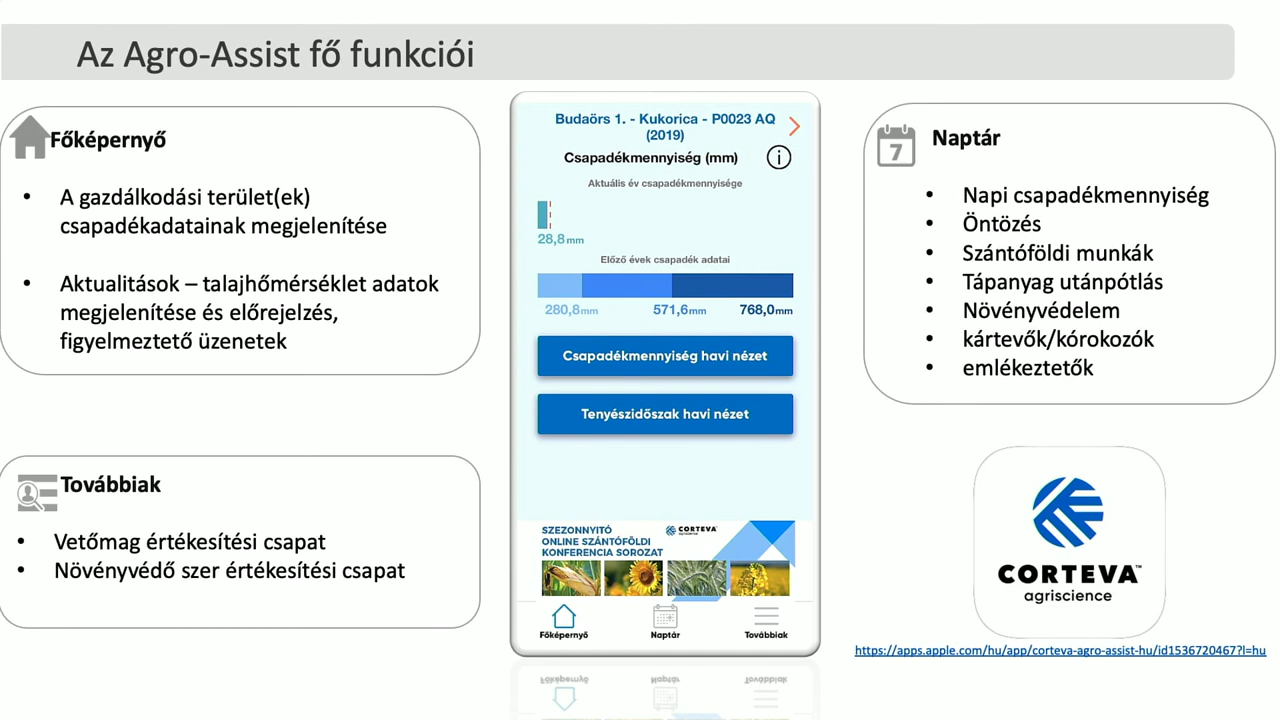 Az Agro-Assist fő funkciói
Főképernyő
• A gazdálkodási terület(ek)
csapadékadatainak megjelenítése
• Aktualitások – talajhőmérséklet adatok
megjelenítése és előrejelzés,
figyelmeztető üzenetek
Továbbiak
• Vetőmag értékesítési csapat
• Növényvédő szer értékesítési csapat
Budaörs 1. - Kukorica - P0023 AQ
(2019)
Csapadékmennyiség (mm)
Aktuális év csapadékmennyisége
28,8mm
Előző évek csapadék adatai
280,8mm 571,6mm 768,0mm
Csapadékmennyiség havi nézet
Tenyészidőszak havi nézet
SZEZONNYITÓ
ONLINE SZÁNTÓFÖLDI
KONFERENCIA SOROZAT
CORTEVA
agriscience
Főképernyő Naptár Továbbiak
7
Naptár
• Napi csapadékmennyiség
• Öntözés
• Szántóföldi munkák
• Tápanyag utánpótlás
• Növényvédelem
• kártevők/kórokozók
• emlékeztetők
CORTEVA™
agriscience
https://apps.apple.com/hu/app/corteva-agro-assist-hu/id1536720467?l=hu